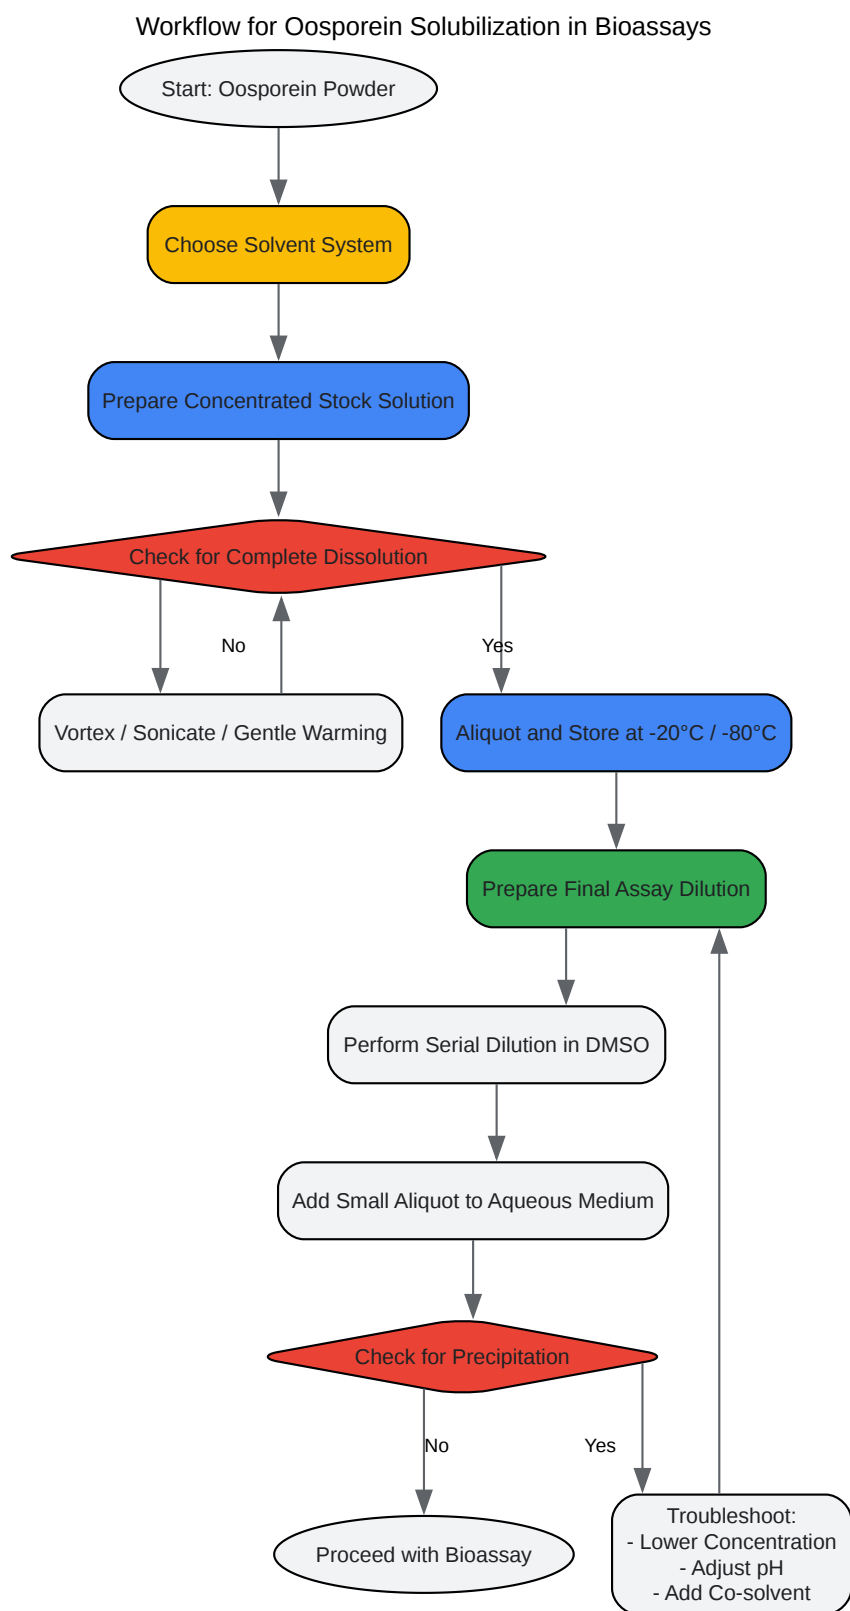 Workflow for Oosporein Solubilization in Bioassays
Start: Oosporein Powder
Choose Solvent System
Prepare Concentrated Stock Solution
Check for Complete Dissolution
No
Yes
Vortex / Sonicate / Gentle Warming
Aliquot and Store at -20°C / -80°C
Prepare Final Assay Dilution
Perform Serial Dilution in DMSO
Add Small Aliquot to Aqueous Medium
Check for Precipitation
No
Yes
Proceed with Bioassay
Troubleshoot:
- Lower Concentration
- Adjust pH
- Add Co-solvent